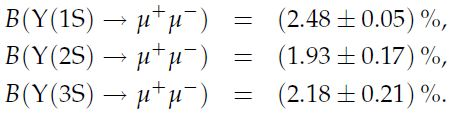 B(Υ(1S) → μ⁺μ⁻) = (2.48 ± 0.05) %,
B(Υ(2S) → μ⁺μ⁻) = (1.93 ± 0.17) %,
B(Υ(3S) → μ⁺μ⁻) = (2.18 ± 0.21) %.